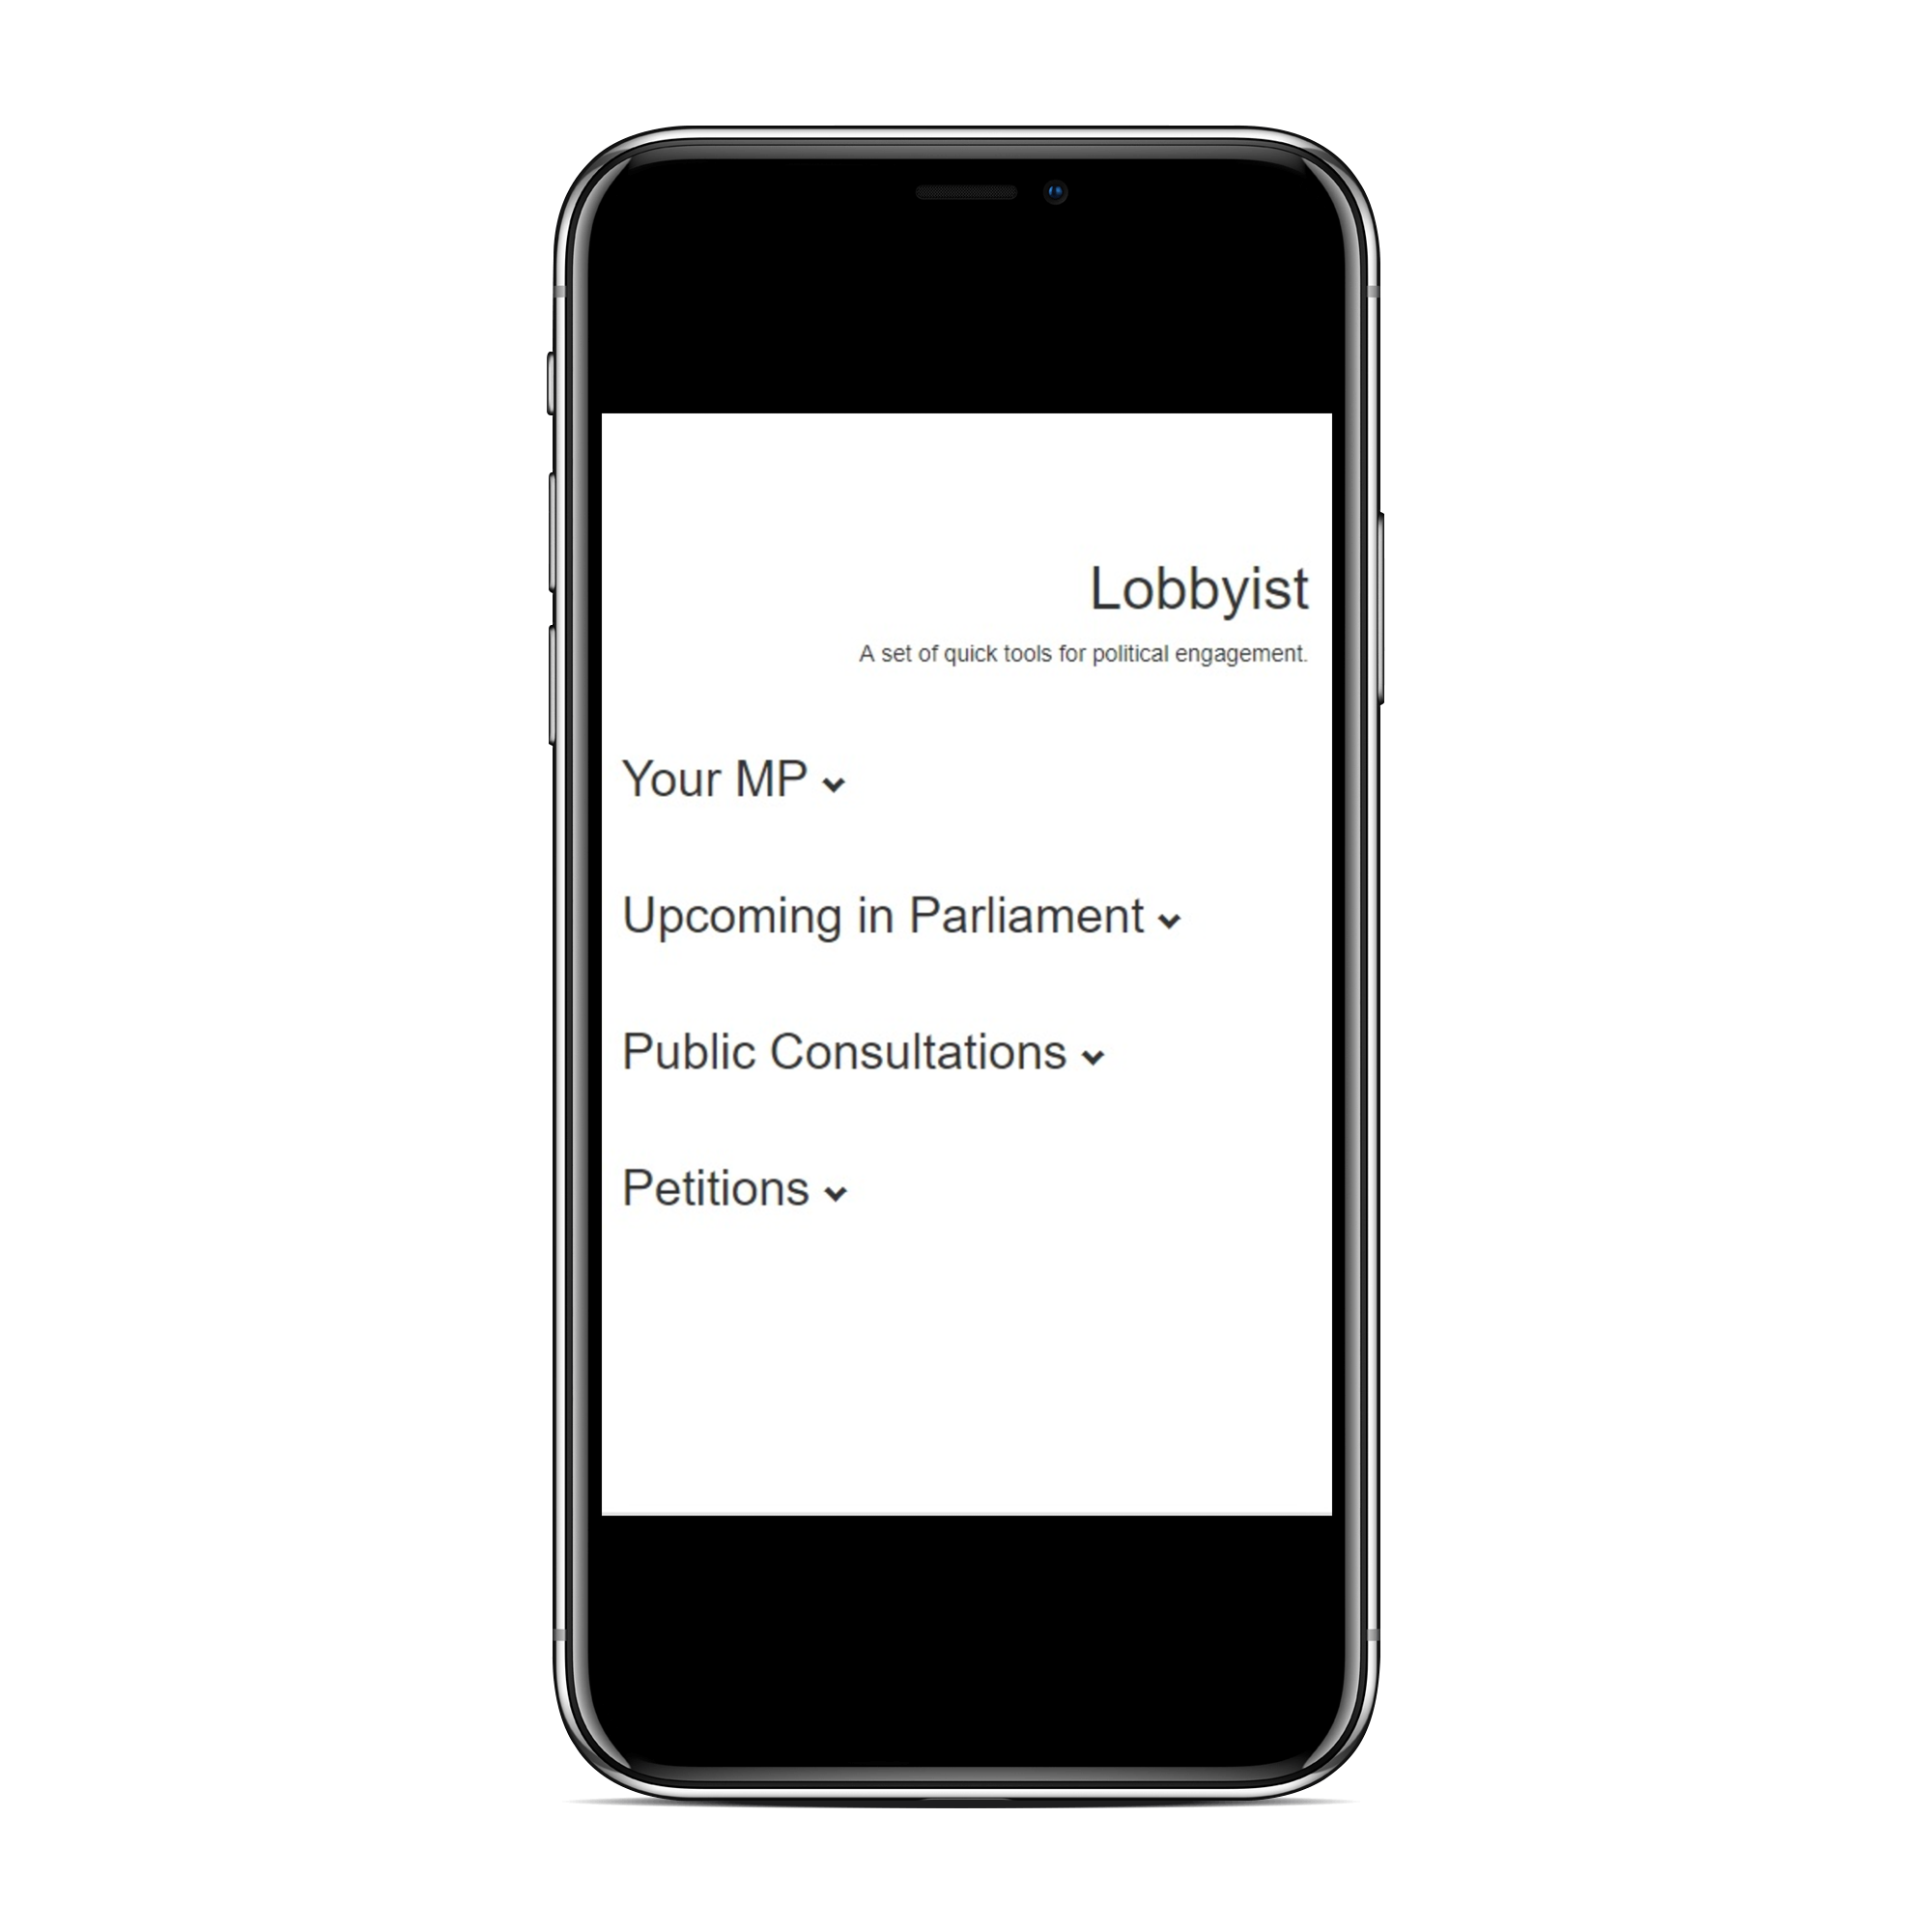 Lobbyist
A set of quick tools for political engagement.
Your MP
Upcoming in Parliament
Public Consultations
Petitions